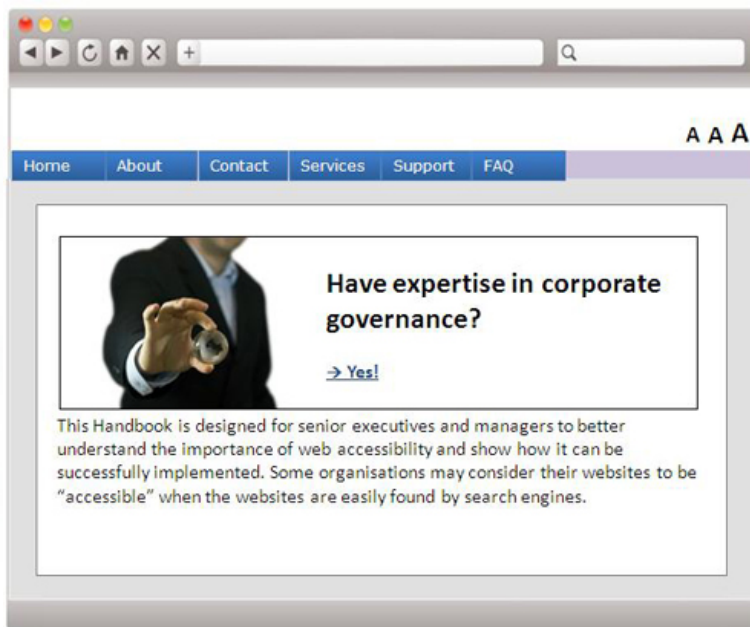 A A A
Home About Contact Services Support FAQ
Have expertise in corporate
governance?
→ Yes!
This Handbook is designed for senior executives and managers to better
understand the importance of web accessibility and show how it can be
successfully implemented. Some organisations may consider their websites to be
“accessible” when the websites are easily found by search engines.